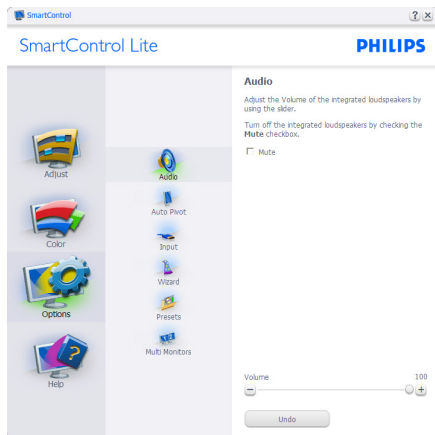 SmartControl
? ×
SmartControl Lite
PHILIPS
Adjust
Color
Options
Help
Audio
Auto Pivot
Input
Wizard
Presets
Multi Monitors
Audio
Adjust the Volume of the integrated loudspeakers by
using the slider.
Turn off the integrated loudspeakers by checking the
Mute checkbox.
Mute
Volume 100
Undo